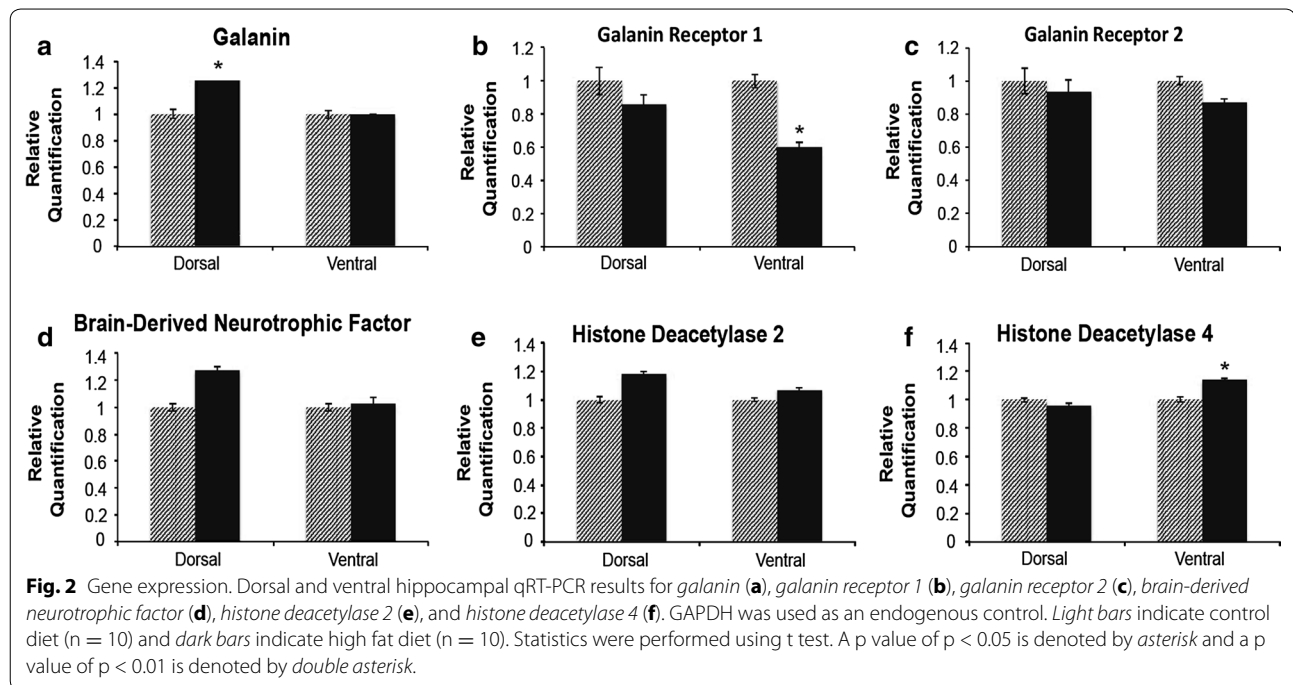 a
Galanin
Relative
Quantification
1.4
1.2
1
0.8
0.6
0.4
0.2
0
*
Dorsal
Ventral
b
Galanin Receptor 1
Relative
Quantification
1.2
1
0.8
0.6
0.4
0.2
0
*
Dorsal
Ventral
c
Galanin Receptor 2
Relative
Quantification
1.2
1
0.8
0.6
0.4
0.2
0
Dorsal
Ventral
d
Brain-Derived Neurotrophic Factor
Relative
Quantification
1.4
1.2
1
0.8
0.6
0.4
0.2
0
Dorsal
Ventral
e
Histone Deacetylase 2
Relative
Quantification
1.4
1.2
1
0.8
0.6
0.4
0.2
0
Dorsal
Ventral
f
Histone Deacetylase 4
Relative
Quantification
1.4
1.2
1
0.8
0.6
0.4
0.2
0
*
Dorsal
Ventral
Fig. 2 Gene expression. Dorsal and ventral hippocampal qRT-PCR results for galanin (a), galanin receptor 1 (b), galanin receptor 2 (c), brain-derived
neurotrophic factor (d), histone deacetylase 2 (e), and histone deacetylase 4 (f). GAPDH was used as an endogenous control. Light bars indicate control
diet (n = 10) and dark bars indicate high fat diet (n = 10). Statistics were performed using t test. A p value of p < 0.05 is denoted by asterisk and a p
value of p < 0.01 is denoted by double asterisk.